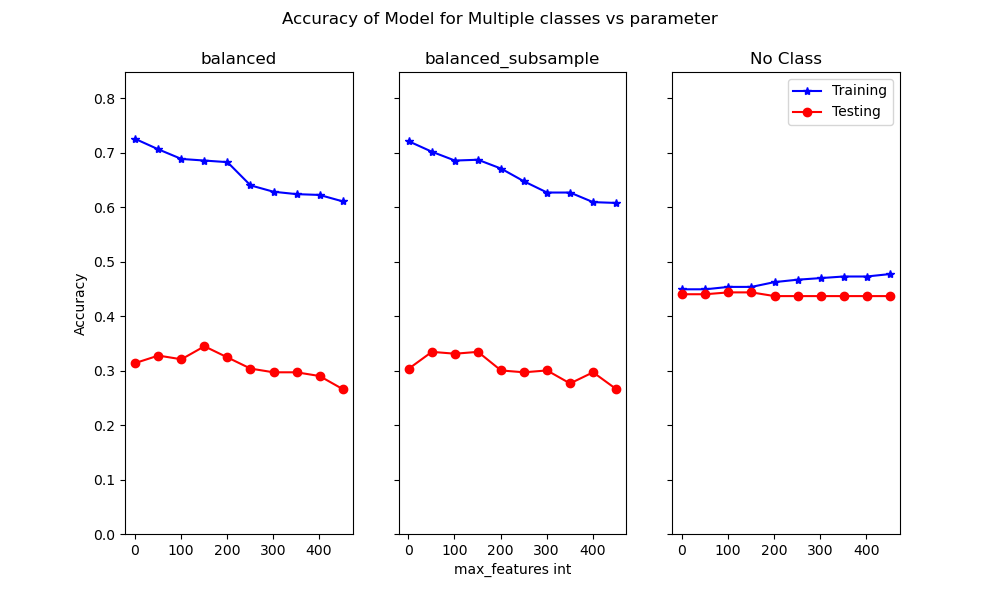 Accuracy of Model for Multiple classes vs parameter
balanced
balanced_subsample
No Class
Training
Testing
Accuracy
0.8
0.7
0.6
0.5
0.4
0.3
0.2
0.1
0.0
0 100 200 300 400
0 100 200 300 400
0 100 200 300 400
max_features int